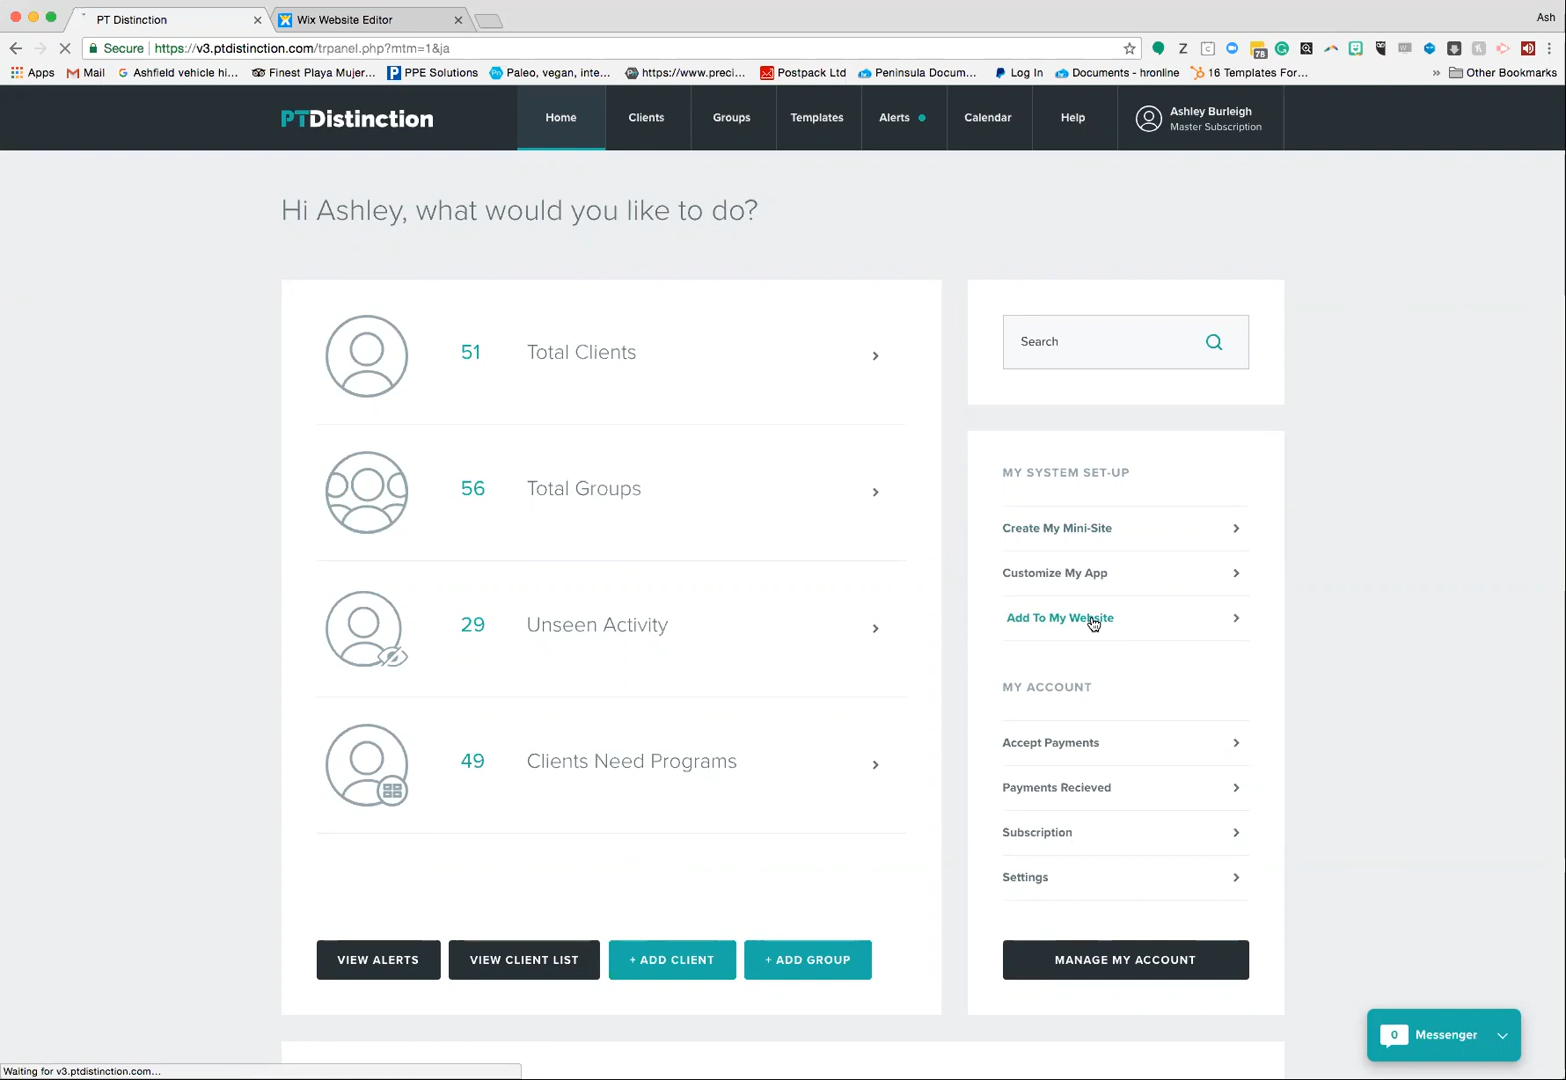 PT Distinction
Wix Website Editor
Ash
Secure https://v3.ptdistinction.com/trpanel.php?mtm=1&ja
78
Apps
Mail
Ashfield vehicle hi...
Finest Playa Mujer...
PPE Solutions
Paleo, vegan, inte...
https://www.preci...
Postpack Ltd
Peninsula Docum...
Log In
Documents - hronline
16 Templates For...
»
Other Bookmarks
PTDistinction
Home
Clients
Groups
Templates
Alerts
Calendar
Help
Ashley Burleigh
Master Subscription
Hi Ashley, what would you like to do?
51 Total Clients
56 Total Groups
29 Unseen Activity
49 Clients Need Programs
VIEW ALERTS
VIEW CLIENT LIST
+ ADD CLIENT
+ ADD GROUP
Search
MY SYSTEM SET-UP
Create My Mini-Site
Customize My App
Add To My Website
MY ACCOUNT
Accept Payments
Payments Recieved
Subscription
Settings
MANAGE MY ACCOUNT
0 Messenger
Waiting for v3.ptdistinction.com...